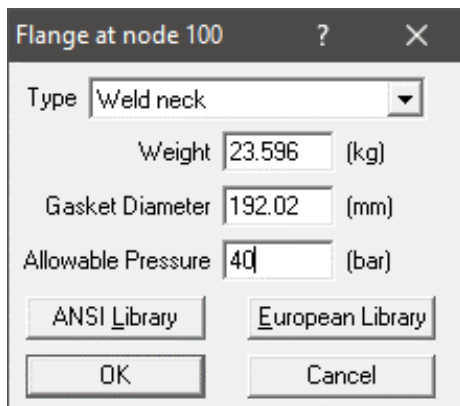 Flange at node 100 ? ×
Type Weld neck
Weight 23.596 (kg)
Gasket Diameter 192.02 (mm)
Allowable Pressure 40 (bar)
ANSI Library European Library
OK Cancel